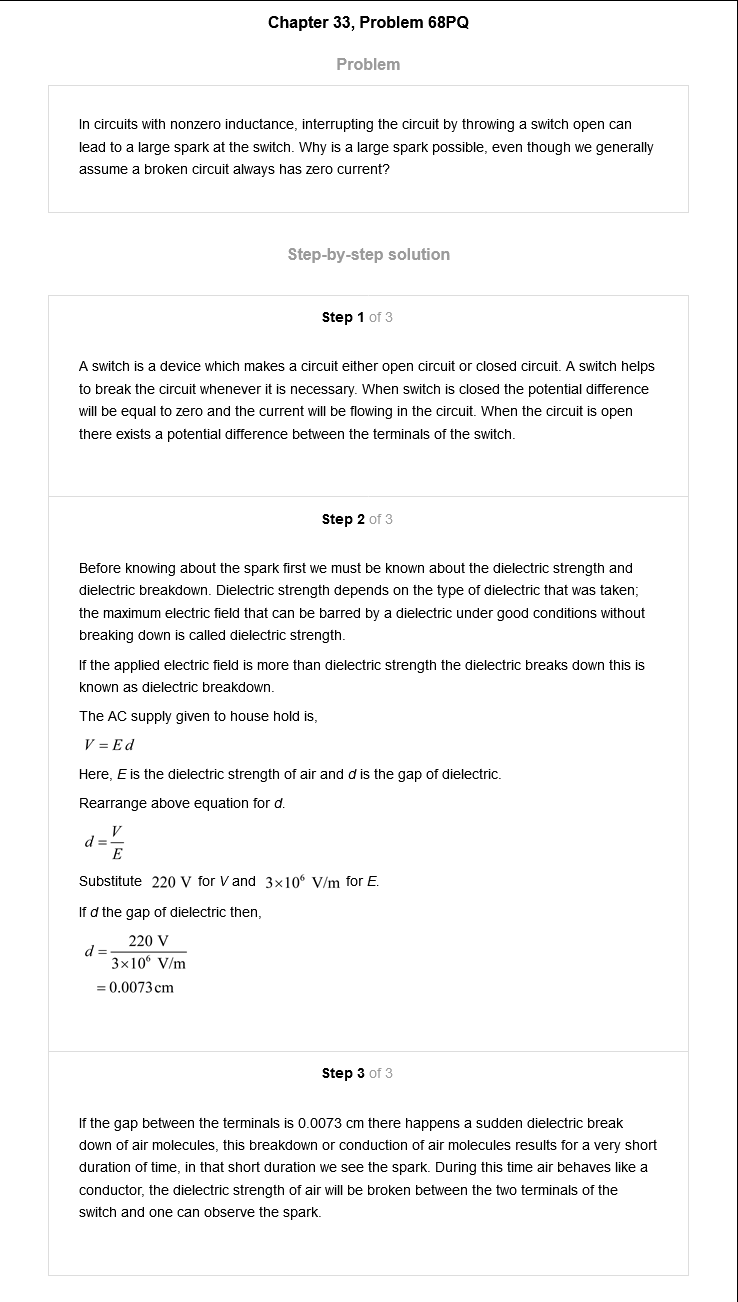 Chapter 33, Problem 68PQ
Problem
In circuits with nonzero inductance, interrupting the circuit by throwing a switch open can
lead to a large spark at the switch. Why is a large spark possible, even though we generally
assume a broken circuit always has zero current?
Step-by-step solution
Step 1 of 3
A switch is a device which makes a circuit either open circuit or closed circuit. A switch helps
to break the circuit whenever it is necessary. When switch is closed the potential difference
will be equal to zero and the current will be flowing in the circuit. When the circuit is open
there exists a potential difference between the terminals of the switch.
Step 2 of 3
Before knowing about the spark first we must be known about the dielectric strength and
dielectric breakdown. Dielectric strength depends on the type of dielectric that was taken;
the maximum electric field that can be barred by a dielectric under good conditions without
breaking down is called dielectric strength.
If the applied electric field is more than dielectric strength the dielectric breaks down this is
known as dielectric breakdown.
The AC supply given to house hold is,
V = E d
Here, E is the dielectric strength of air and d is the gap of dielectric.
Rearrange above equation for d.
d = V/E
Substitute 220 V for V and 3×10⁶ V/m for E.
If d the gap of dielectric then,
d = 220 V / 3×10⁶ V/m
= 0.0073 cm
Step 3 of 3
If the gap between the terminals is 0.0073 cm there happens a sudden dielectric break
down of air molecules, this breakdown or conduction of air molecules results for a very short
duration of time, in that short duration we see the spark. During this time air behaves like a
conductor, the dielectric strength of air will be broken between the two terminals of the
switch and one can observe the spark.